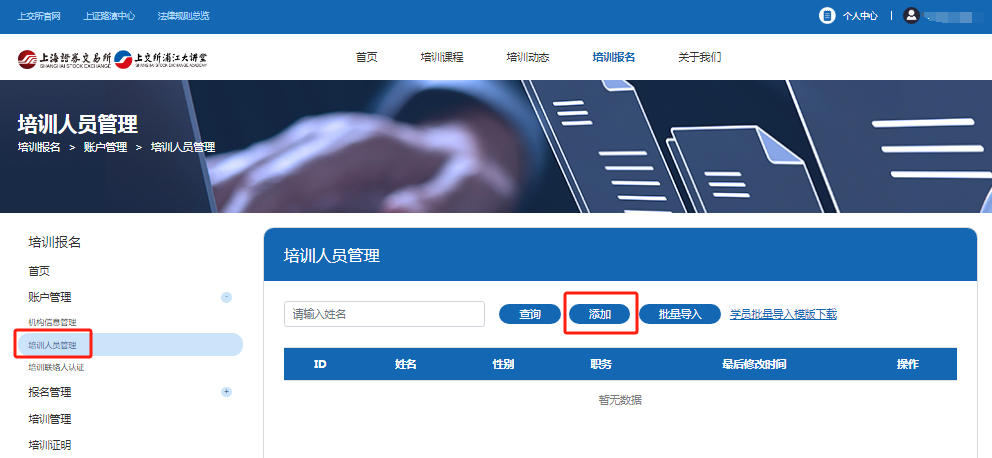 上交所官网 上证路演中心 法律规则总览 个人中心
上海證券交易所 上交所浦江大讲堂
SHANGHAI STOCK EXCHANGE SHANGHAI STOCK EXCHANGE ACADEMY
首页 培训课程 培训动态 培训报名 关于我们
培训人员管理
培训报名 > 账户管理 > 培训人员管理
培训报名
首页
账户管理 -
机构信息管理
培训人员管理
培训联络人认证
报名管理 +
培训管理
培训证明
培训人员管理
请输入姓名 查询 添加 批量导入 学员批量导入模版下载
ID 姓名 性别 职务 最后修改时间 操作
暂无数据